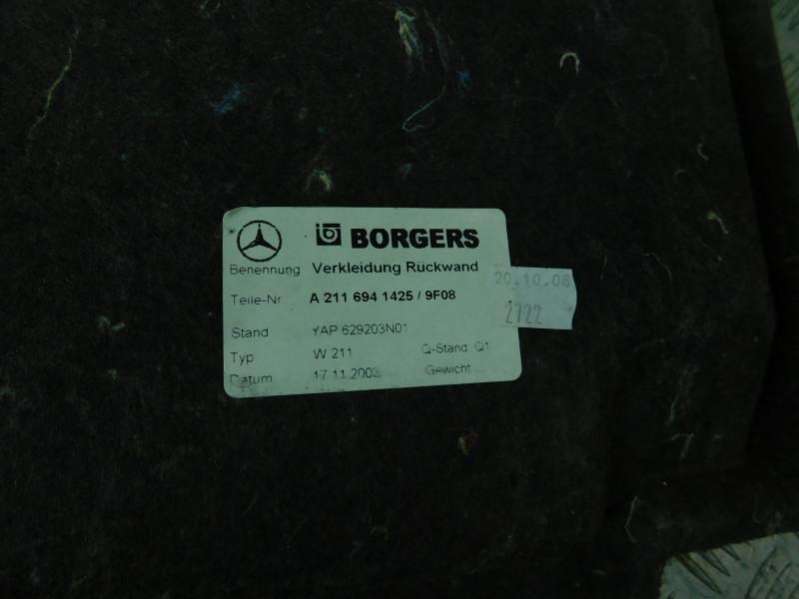 BORGERS
Benennung Verkleidung Rückwand
Teile-Nr A 211 694 1425 / 9F08
Stand YAP 629203N01
Typ W 211 Q-Stand Q1
Datum 17.11.2003 Gewicht
20.10.08
2722